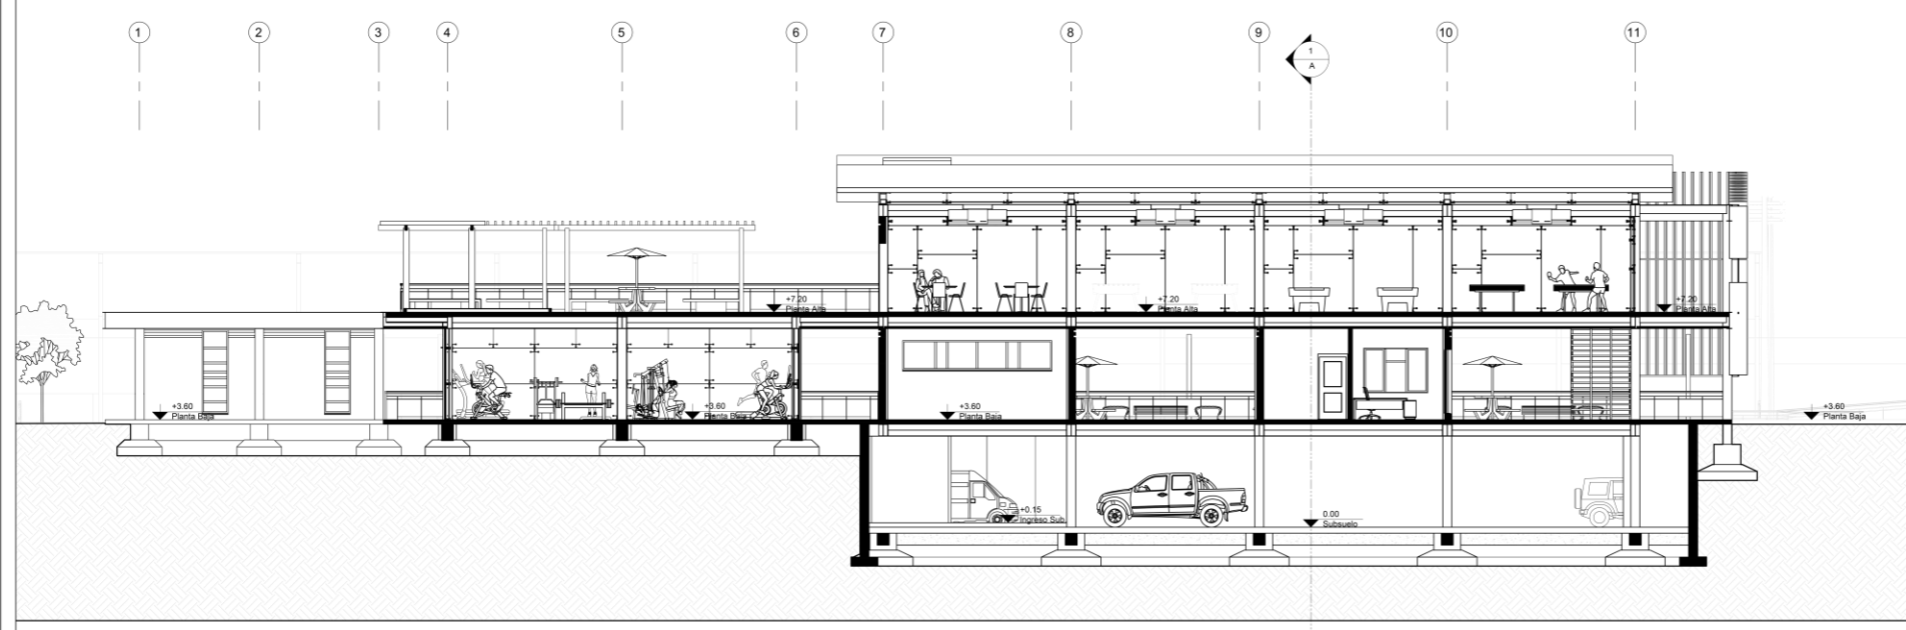 1
2
3
4
5
6
7
8
9
10
11
1
A
+7.20
Planta Alta
+7.20
Planta Alta
+7.20
Planta Alta
+3.60
Planta Baja
+3.60
Planta Baja
+3.60
Planta Baja
+3.60
Planta Baja
+0.15
Ingreso Sub.
0.00
Subsuelo